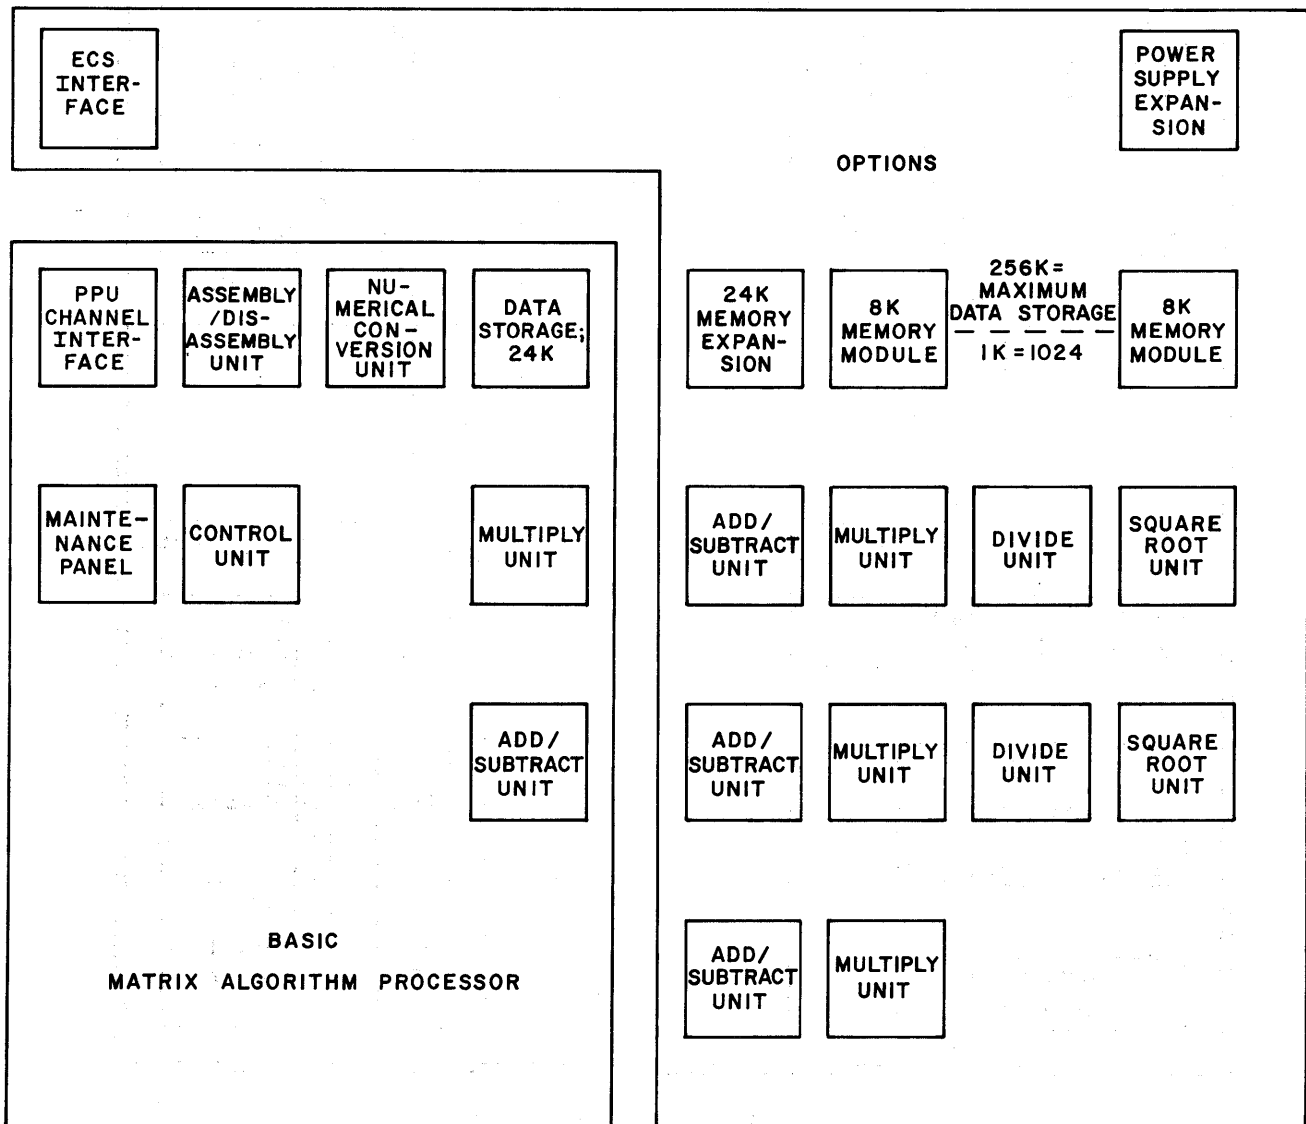 ECS
INTER-
FACE
POWER
SUPPLY
EXPAN-
SION
OPTIONS
PPU
CHANNEL
INTER-
FACE
ASSEMBLY
/DIS-
ASSEMBLY
UNIT
NU-
MERICAL
CON-
VERSION
UNIT
DATA
STORAGE;
24K
24K
MEMORY
EXPAN-
SION
8K
MEMORY
MODULE
256K=
MAXIMUM
DATA STORAGE
1K=1024
8K
MEMORY
MODULE
MAINTE-
NANCE
PANEL
CONTROL
UNIT
MULTIPLY
UNIT
ADD/
SUBTRACT
UNIT
MULTIPLY
UNIT
DIVIDE
UNIT
SQUARE
ROOT
UNIT
ADD/
SUBTRACT
UNIT
ADD/
SUBTRACT
UNIT
MULTIPLY
UNIT
DIVIDE
UNIT
SQUARE
ROOT
UNIT
BASIC
MATRIX ALGORITHM PROCESSOR
ADD/
SUBTRACT
UNIT
MULTIPLY
UNIT